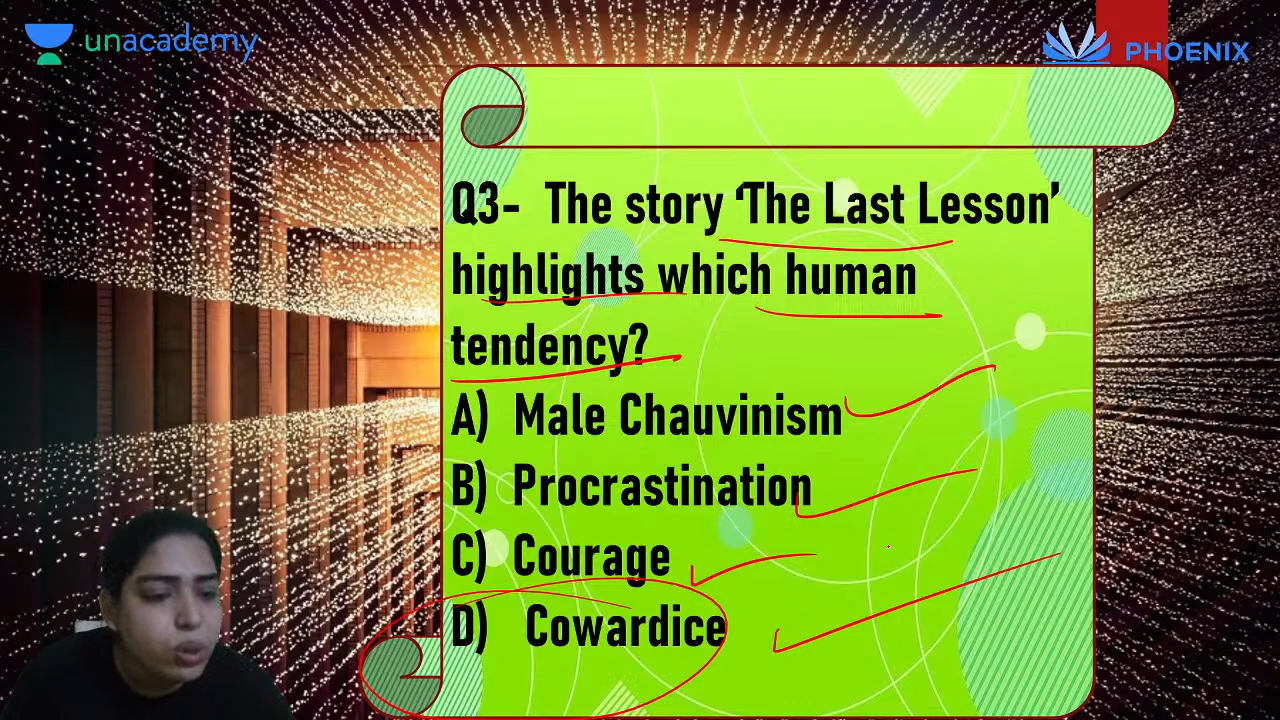 unacademy
PHOENIX
Q3- The story ‘The Last Lesson’
highlights which human
tendency?
A) Male Chauvinism
B) Procrastination
C) Courage
D) Cowardice